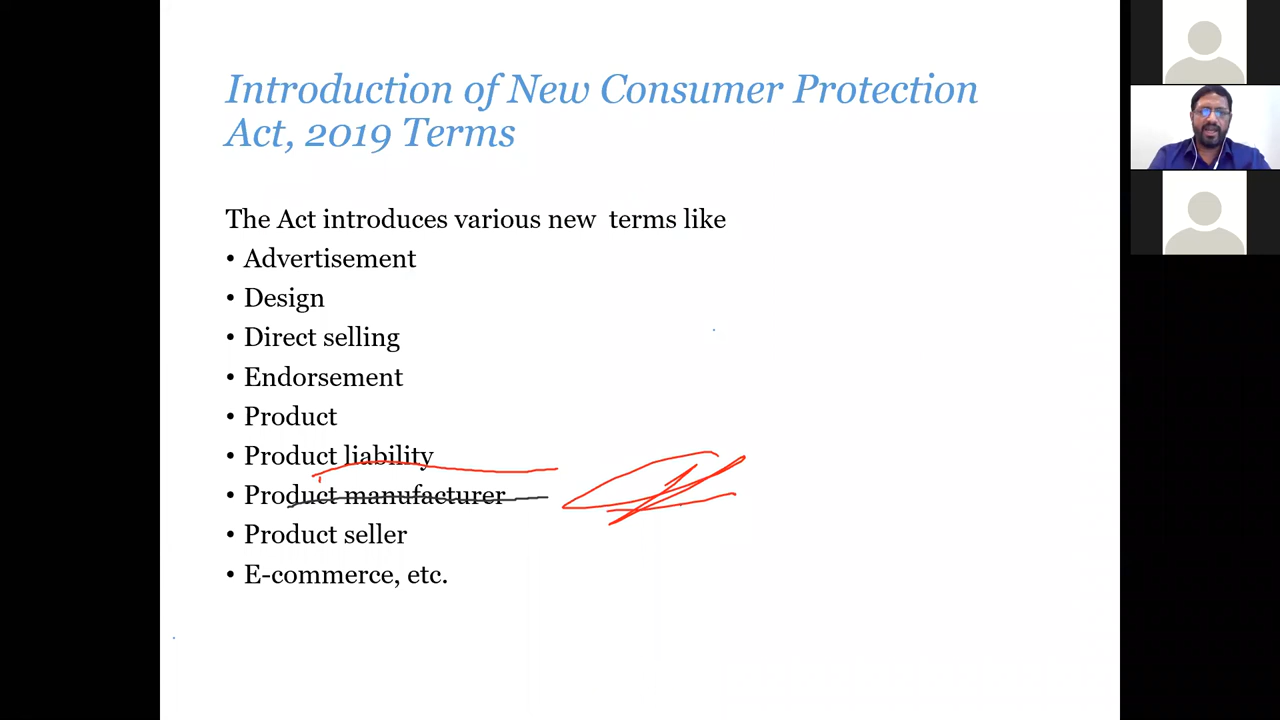 Introduction of New Consumer Protection
Act, 2019 Terms
The Act introduces various new terms like
• Advertisement
• Design
• Direct selling
• Endorsement
• Product
• Product liability
• Product manufacturer
• Product seller
• E-commerce, etc.